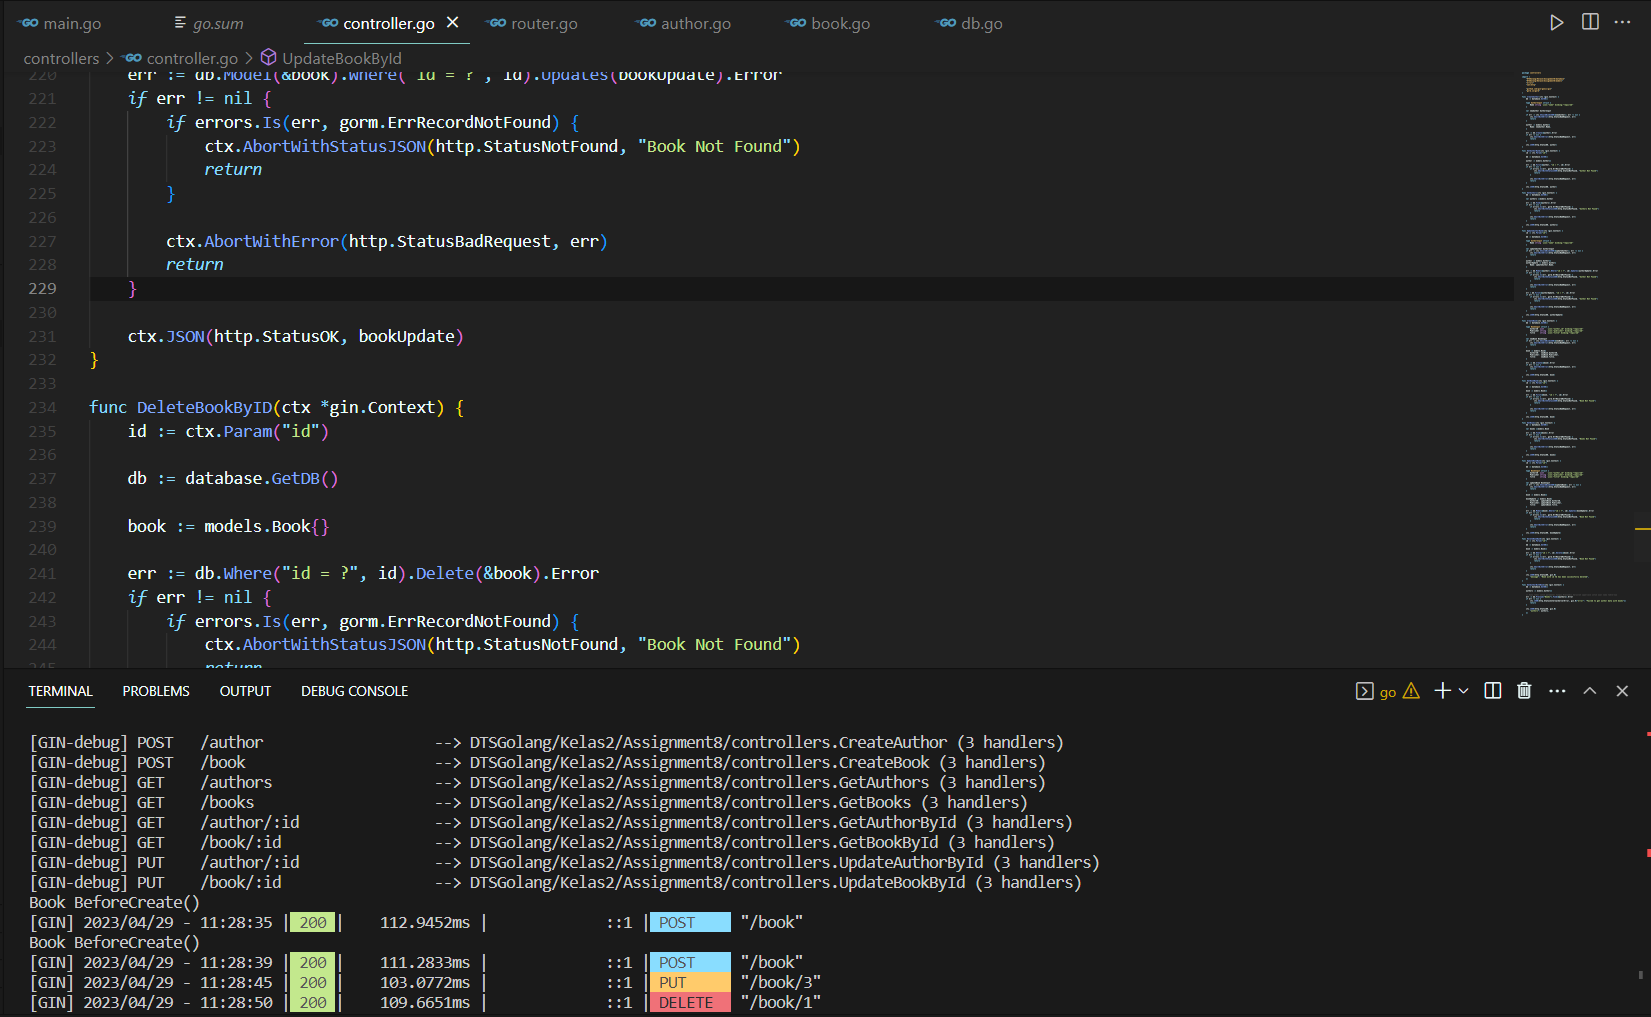 main.go go.sum controller.go router.go author.go book.go db.go
controllers > controller.go > UpdateBookById
220 err := db.Model(&book).Where("id = ?", id).Updates(bookUpdate).Error
221 if err != nil {
222 if errors.Is(err, gorm.ErrRecordNotFound) {
223 ctx.AbortWithStatusJSON(http.StatusNotFound, "Book Not Found")
224 return
225 }
226
227 ctx.AbortWithError(http.StatusBadRequest, err)
228 return
229 }
230
231 ctx.JSON(http.StatusOK, bookUpdate)
232 }
233
234 func DeleteBookByID(ctx *gin.Context) {
235 id := ctx.Param("id")
236
237 db := database.GetDB()
238
239 book := models.Book{}
240
241 err := db.Where("id = ?", id).Delete(&book).Error
242 if err != nil {
243 if errors.Is(err, gorm.ErrRecordNotFound) {
244 ctx.AbortWithStatusJSON(http.StatusNotFound, "Book Not Found")
245 return
TERMINAL PROBLEMS OUTPUT DEBUG CONSOLE go
[GIN-debug] POST /author --> DTSGolang/Kelas2/Assignment8/controllers.CreateAuthor (3 handlers)
[GIN-debug] POST /book --> DTSGolang/Kelas2/Assignment8/controllers.CreateBook (3 handlers)
[GIN-debug] GET /authors --> DTSGolang/Kelas2/Assignment8/controllers.GetAuthors (3 handlers)
[GIN-debug] GET /books --> DTSGolang/Kelas2/Assignment8/controllers.GetBooks (3 handlers)
[GIN-debug] GET /author/:id --> DTSGolang/Kelas2/Assignment8/controllers.GetAuthorById (3 handlers)
[GIN-debug] GET /book/:id --> DTSGolang/Kelas2/Assignment8/controllers.GetBookById (3 handlers)
[GIN-debug] PUT /author/:id --> DTSGolang/Kelas2/Assignment8/controllers.UpdateAuthorById (3 handlers)
[GIN-debug] PUT /book/:id --> DTSGolang/Kelas2/Assignment8/controllers.UpdateBookById (3 handlers)
Book BeforeCreate()
[GIN] 2023/04/29 - 11:28:35 | 200 | 112.9452ms | ::1 | POST "/book"
Book BeforeCreate()
[GIN] 2023/04/29 - 11:28:39 | 200 | 111.2833ms | ::1 | POST "/book"
[GIN] 2023/04/29 - 11:28:45 | 200 | 103.0772ms | ::1 | PUT "/book/3"
[GIN] 2023/04/29 - 11:28:50 | 200 | 109.6651ms | ::1 | DELETE "/book/1"